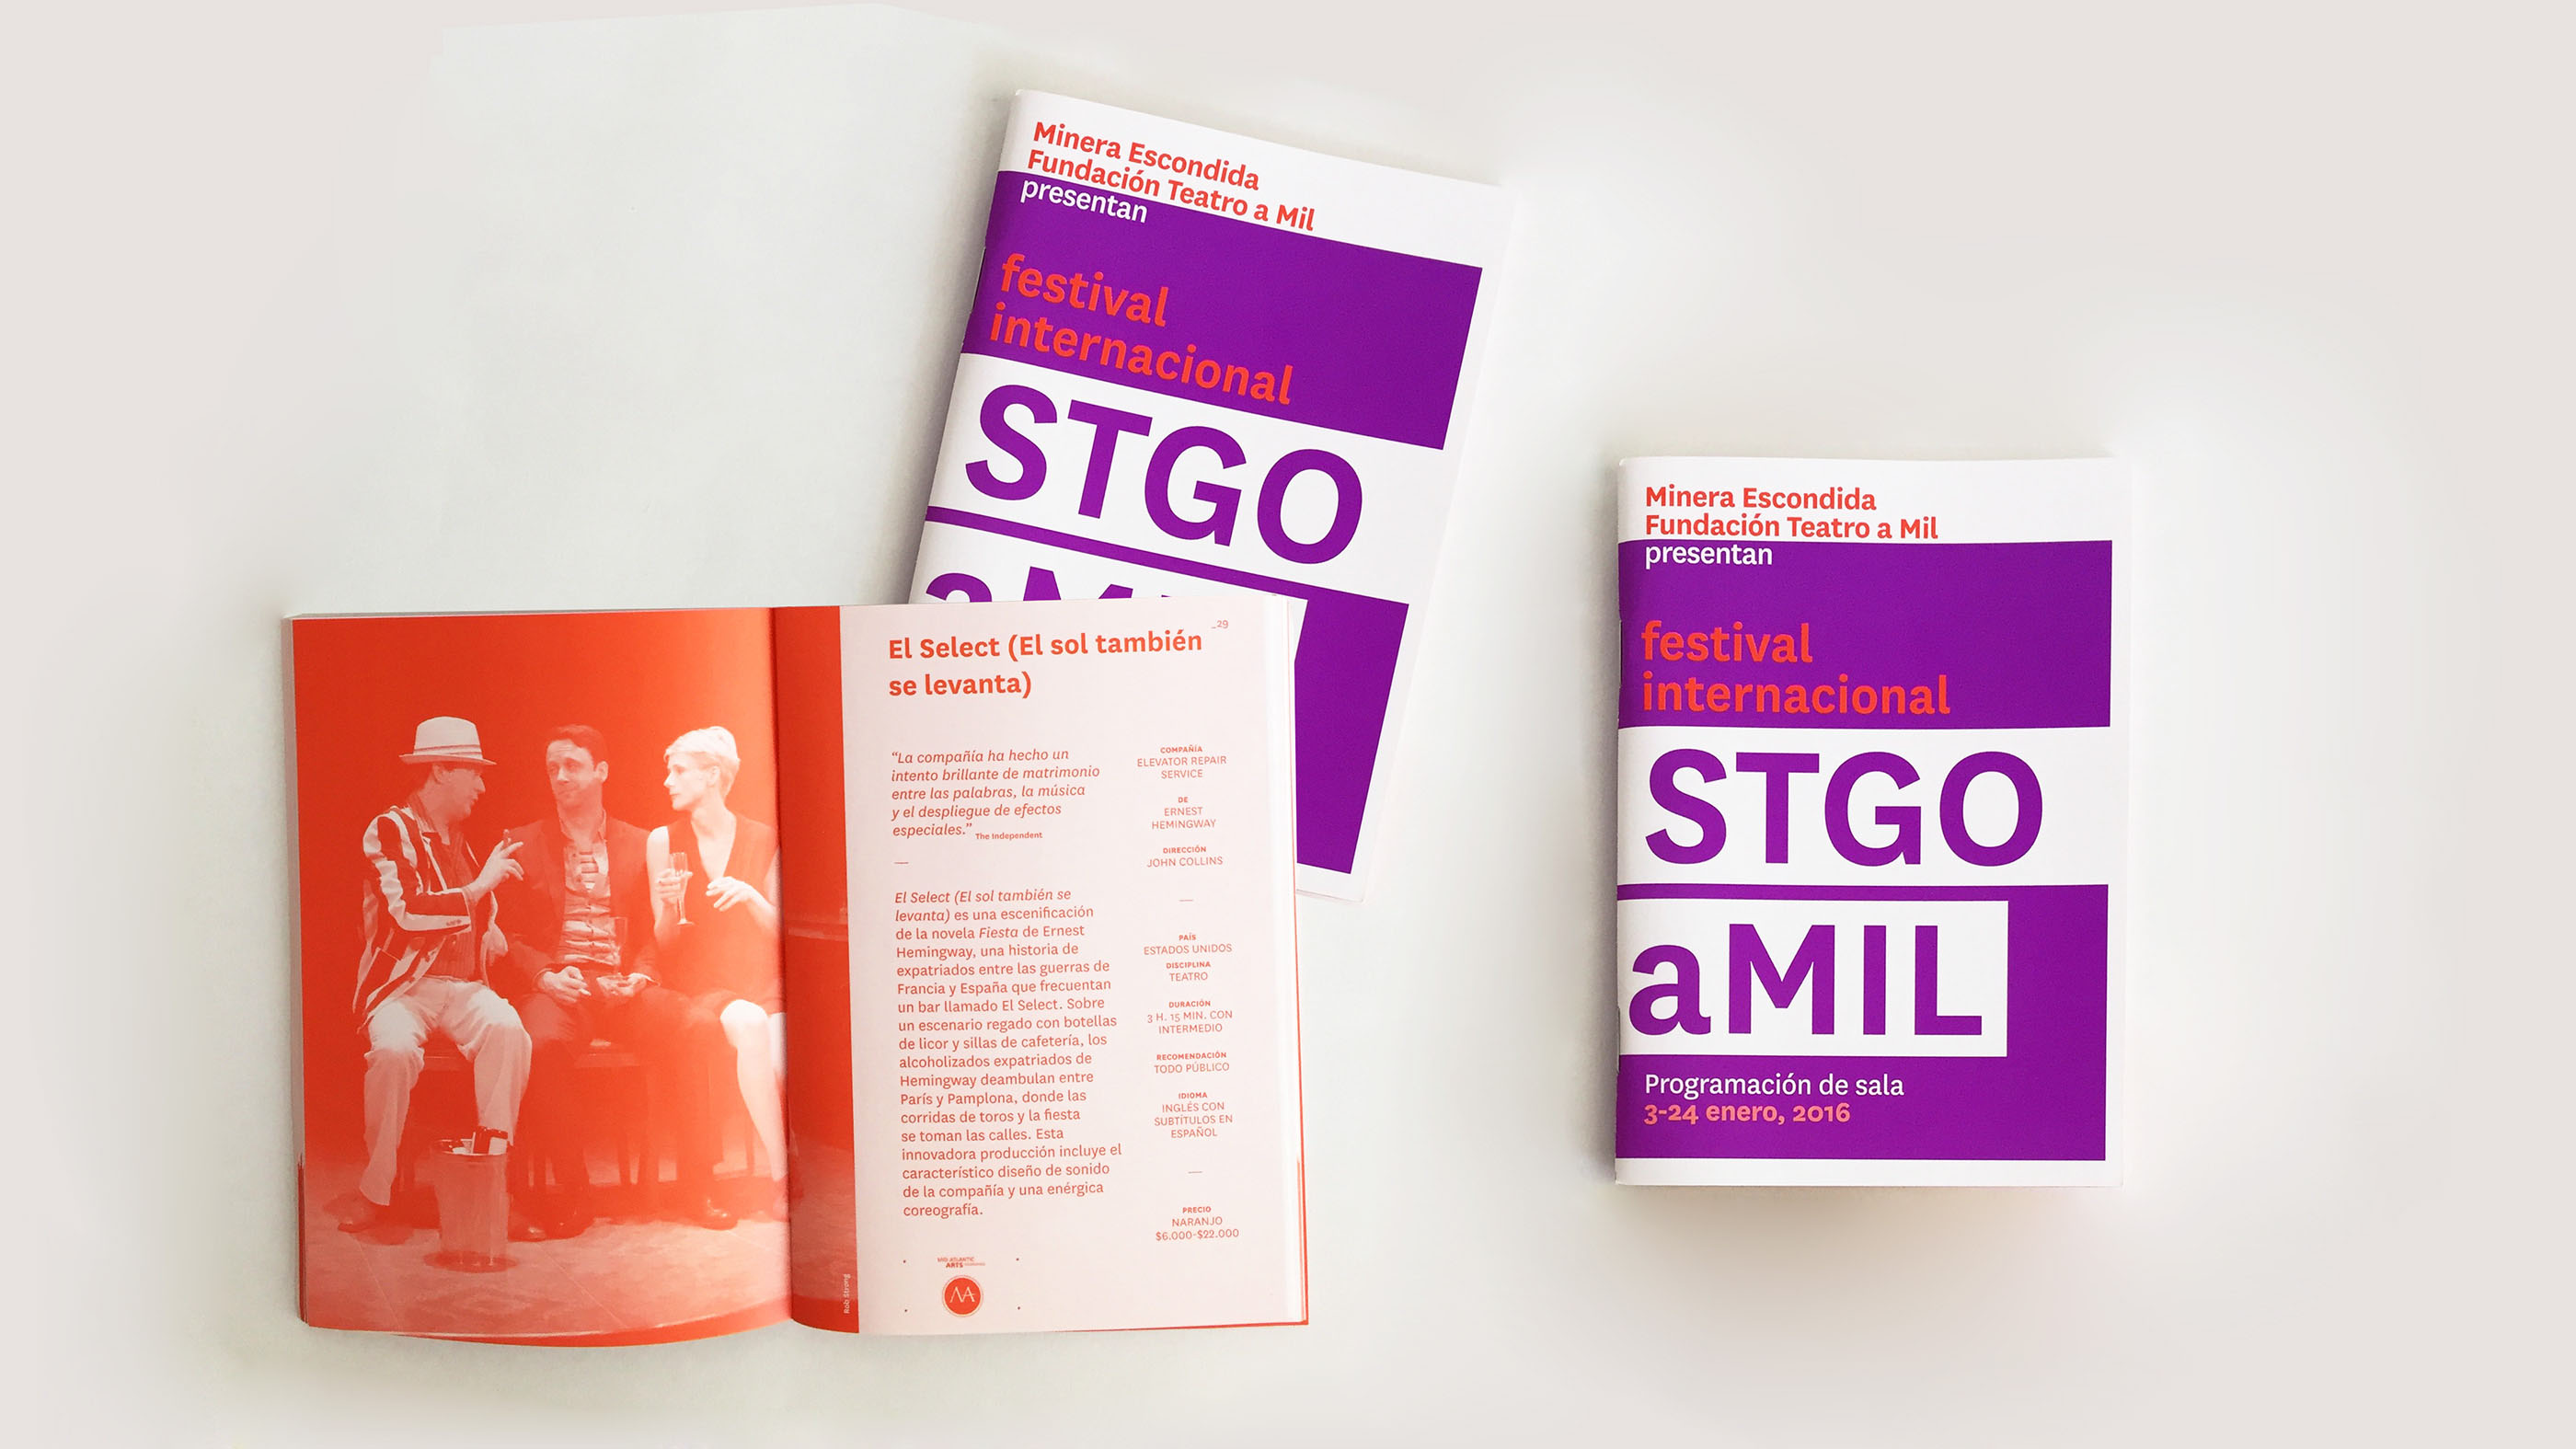 Minera Escondida
Fundación Teatro a Mil
presentan
festival
internacional
STGO
aMIL
_29
El Select (El sol también
se levanta)
“La compañía ha hecho un
intento brillante de matrimonio
entre las palabras, la música
y el despliegue de efectos
especiales.” The Independent
—
El Select (El sol también se
levanta) es una escenificación
de la novela Fiesta de Ernest
Hemingway, una historia de
expatriados entre las guerras de
Francia y España que frecuentan
un bar llamado El Select. Sobre
un escenario regado con botellas
de licor y sillas de cafetería, los
alcoholizados expatriados de
Hemingway deambulan entre
París y Pamplona, donde las
corridas de toros y la fiesta
se toman las calles. Esta
innovadora producción incluye el
característico diseño de sonido
de la compañía y una enérgica
coreografía.
COMPAÑÍA
ELEVATOR REPAIR
SERVICE
DE
ERNEST
HEMINGWAY
DIRECCIÓN
JOHN COLLINS
—
PAÍS
ESTADOS UNIDOS
DISCIPLINA
TEATRO
DURACIÓN
3 H. 15 MIN. CON
INTERMEDIO
RECOMENDACIÓN
TODO PÚBLICO
IDIOMA
INGLÉS CON
SUBTÍTULOS EN
ESPAÑOL
—
PRECIO
NARANJO
$6.000-$22.000
MID ATLANTIC
ARTS
Rob Strong
Minera Escondida
Fundación Teatro a Mil
presentan
festival
internacional
STGO
aMIL
Programación de sala
3-24 enero, 2016